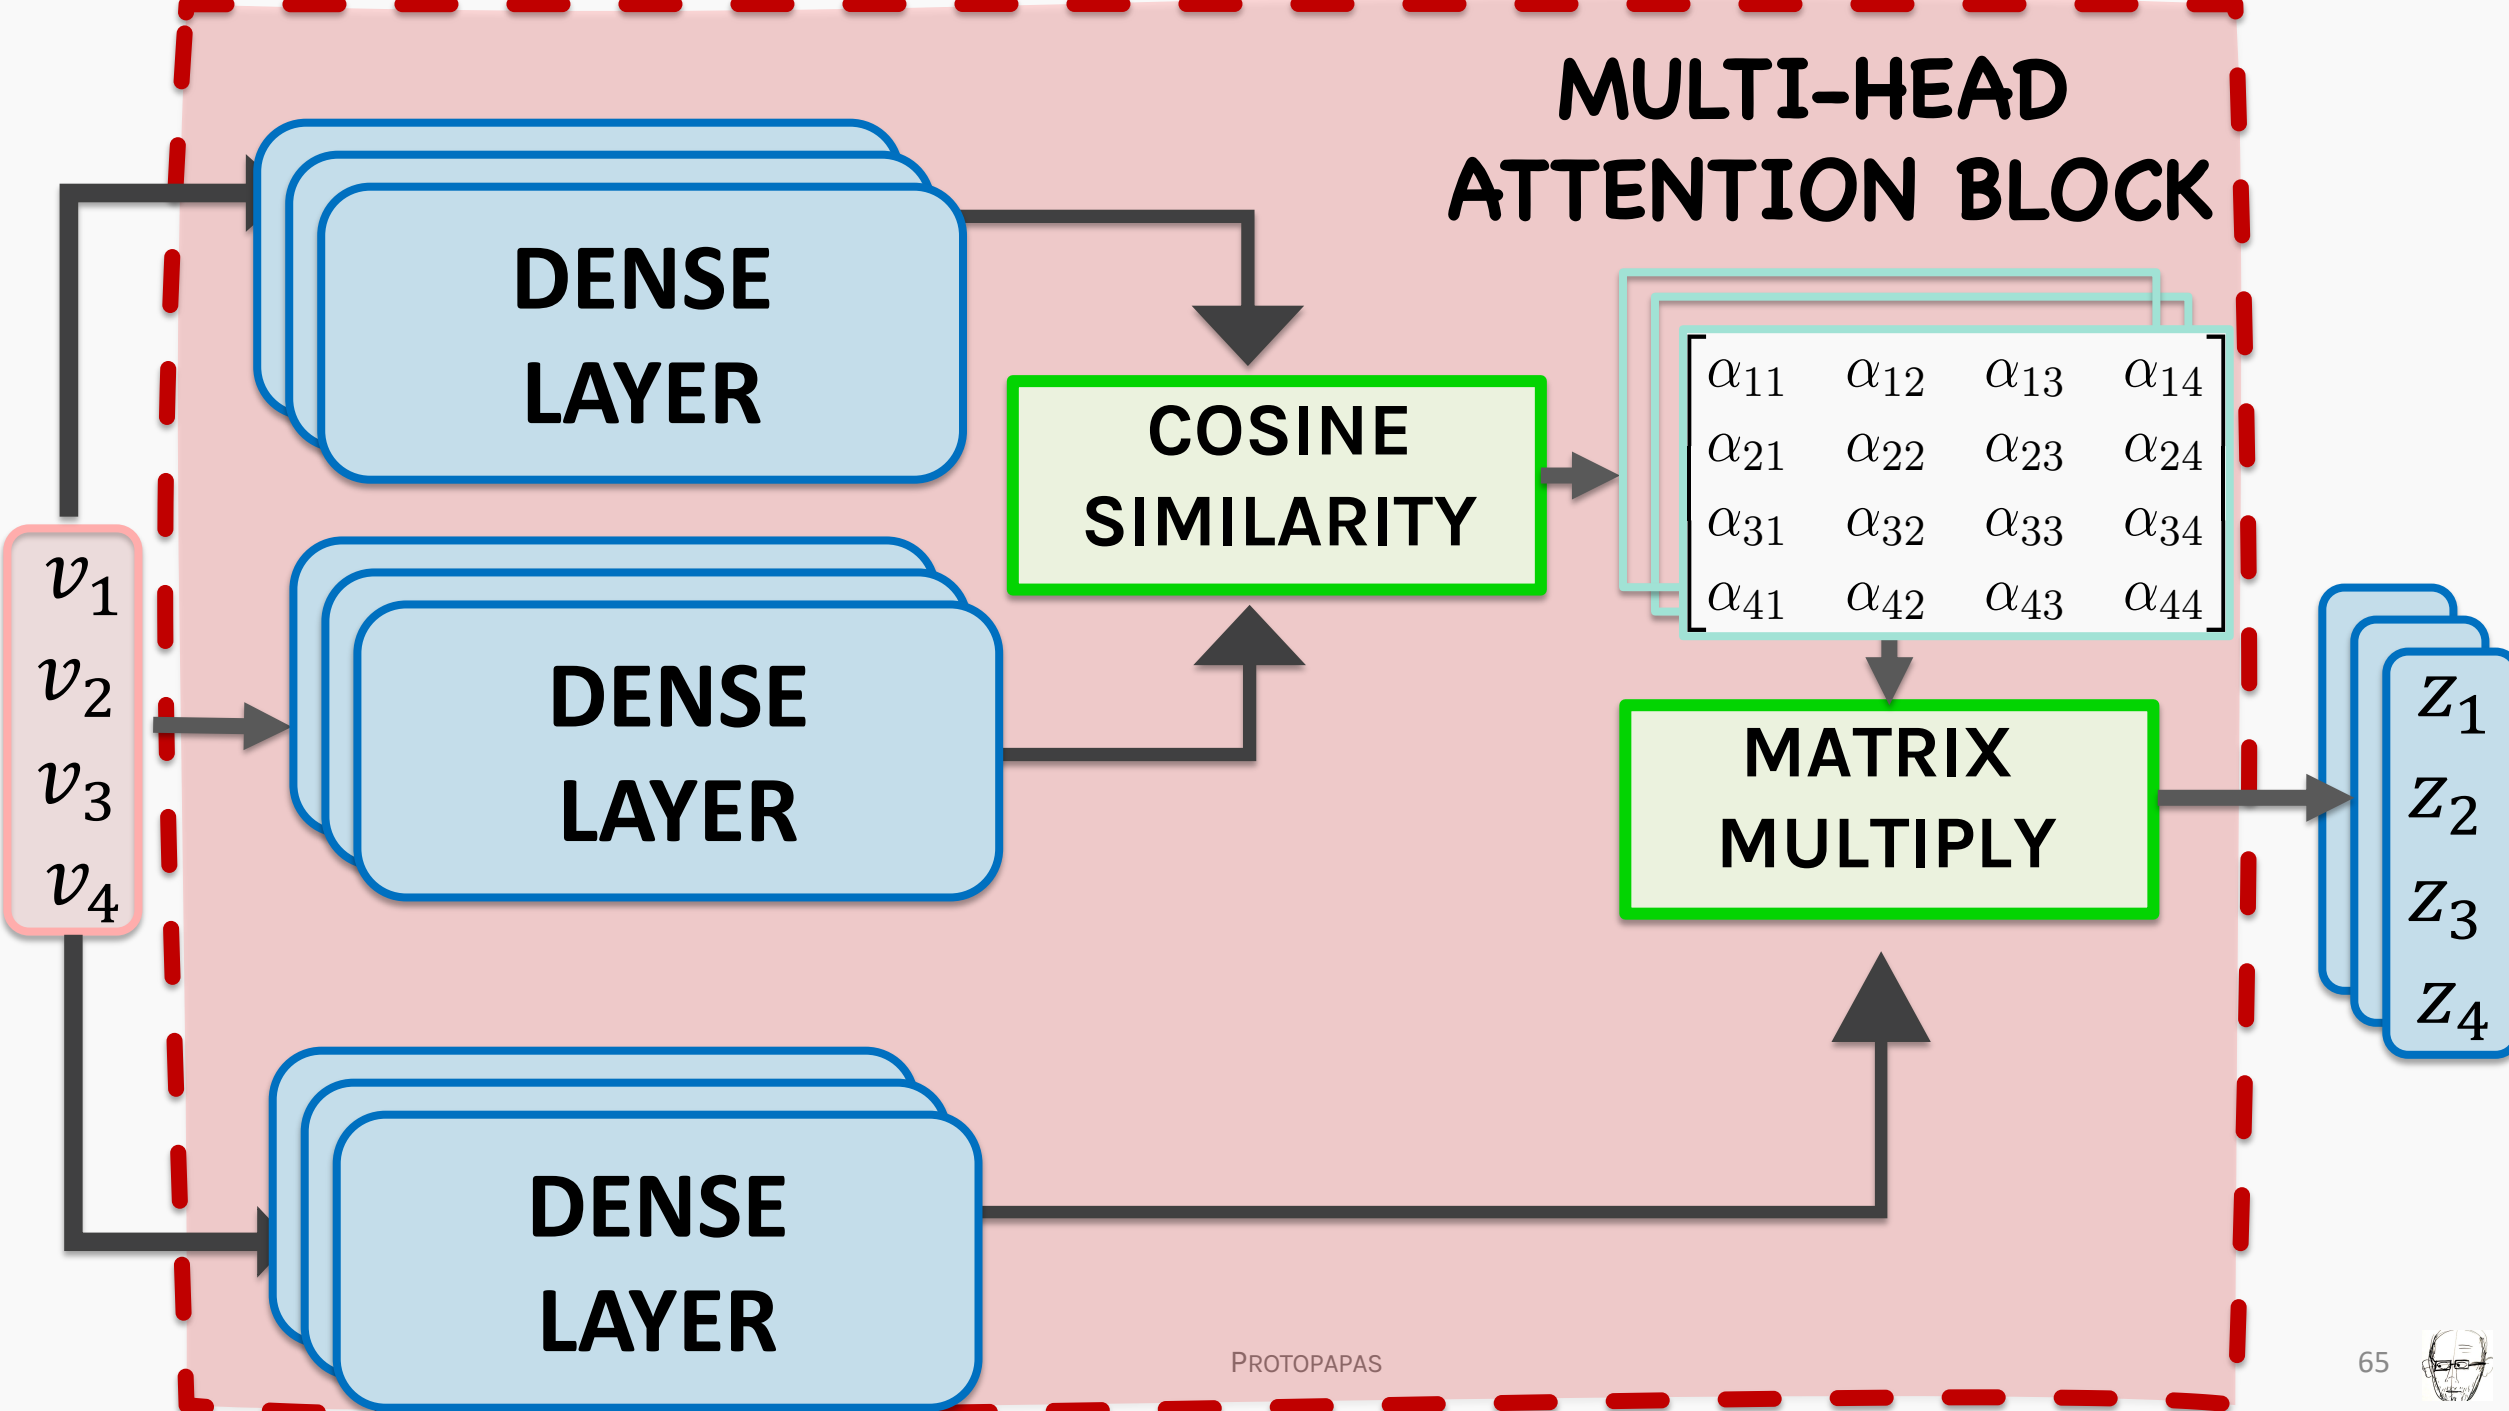 MULTI-HEAD
ATTENTION BLOCK
DENSE
LAYER
COSINE
SIMILARITY
α₁₁ α₁₂ α₁₃ α₁₄
α₂₁ α₂₂ α₂₃ α₂₄
α₃₁ α₃₂ α₃₃ α₃₄
α₄₁ α₄₂ α₄₃ α₄₄
v₁
v₂
v�3
v₄
DENSE
LAYER
MATRIX
MULTIPLY
z₁
z₂
z₃
z₄
DENSE
LAYER
PROTOPAPAS
65